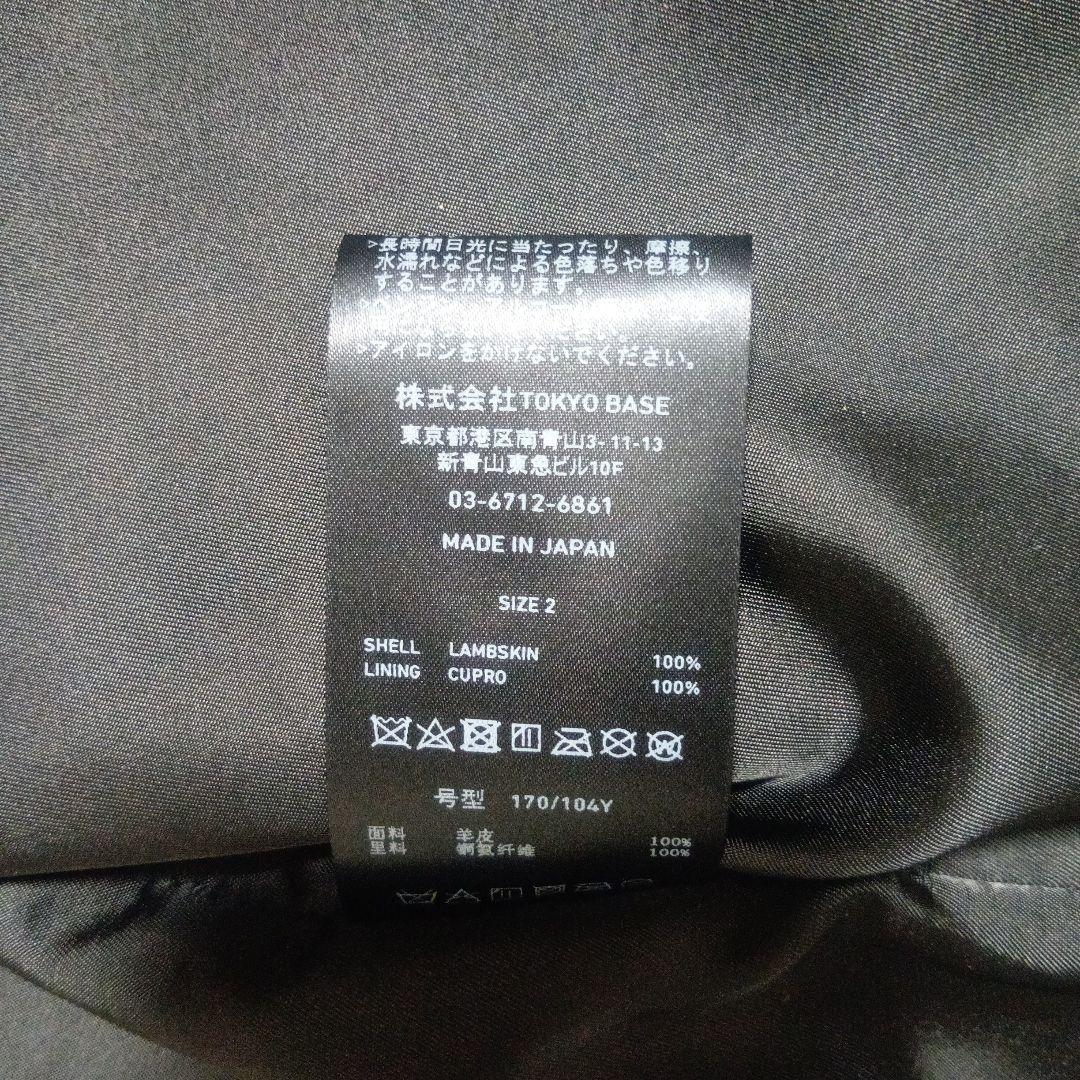 >長時間日光に当たったり、摩擦、
水濡れなどによる色落ちや色移り
することがあります。
>アイロンをかけないでください。
株式会社TOKYO BASE
東京都港区南青山3-11-13
新青山東急ビル10F
03-6712-6861
MADE IN JAPAN
SIZE 2
SHELL LAMBSKIN 100%
LINING CUPRO 100%
号型 170/104Y
面料 羊皮 100%
里料 铜氨纤维 100%